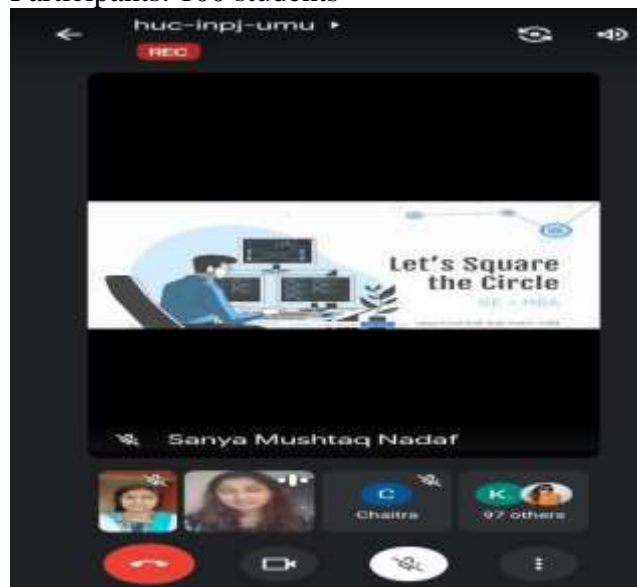 Participants: 100 students
huc-inpj-umu
REC
Let's Square
the Circle
BE - MBA
Sanya Mushtaq Nadaf
C
K
Chaitra
97 others